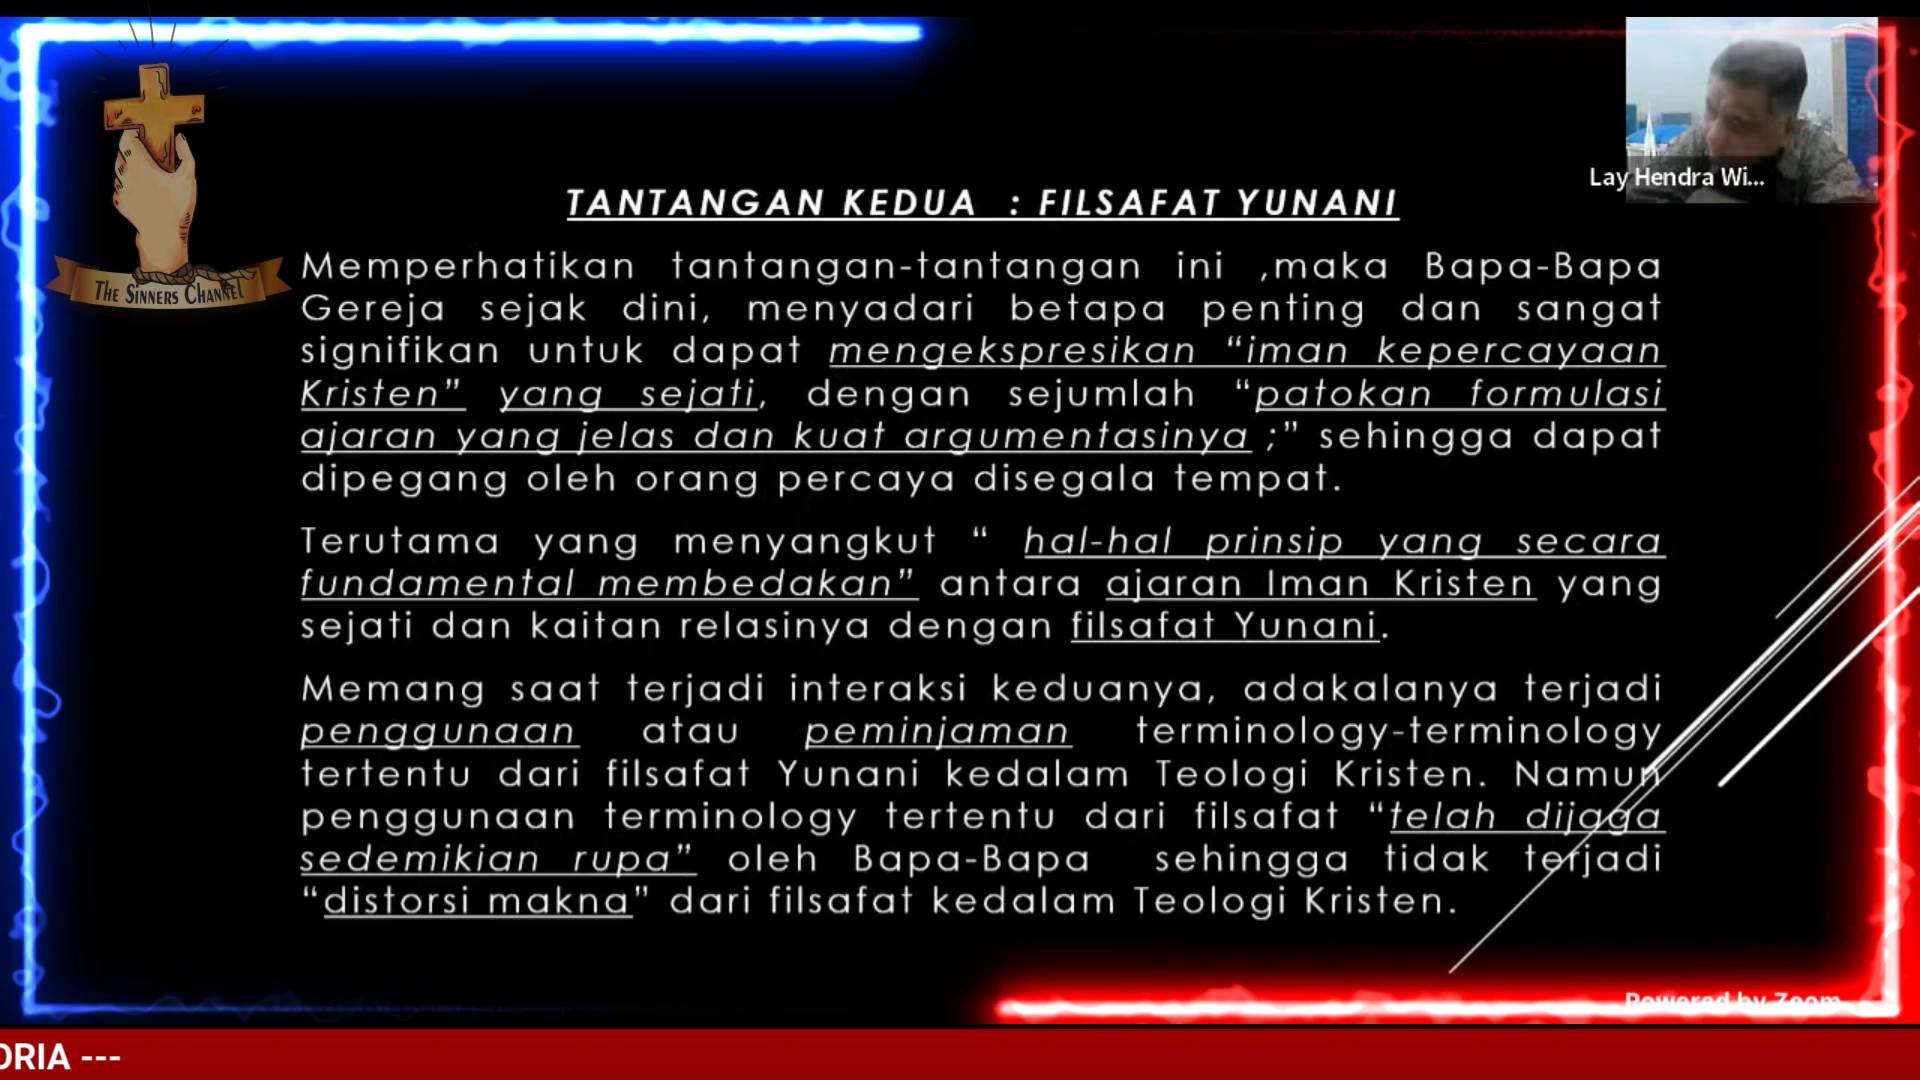 THE SINNERS CHANNEL
Lay Hendra Wi...
TANTANGAN KEDUA : FILSAFAT YUNANI
Memperhatikan tantangan-tantangan ini ,maka Bapa-Bapa
Gereja sejak dini, menyadari betapa penting dan sangat
signifikan untuk dapat mengekspresikan “iman kepercayaan
Kristen” yang sejati, dengan sejumlah “patokan formulasi
ajaran yang jelas dan kuat argumentasinya ;” sehingga dapat
dipegang oleh orang percaya disegala tempat.
Terutama yang menyangkut “ hal-hal prinsip yang secara
fundamental membedakan” antara ajaran Iman Kristen yang
sejati dan kaitan relasinya dengan filsafat Yunani.
Memang saat terjadi interaksi keduanya, adakalanya terjadi
penggunaan atau peminjaman terminology-terminology
tertentu dari filsafat Yunani kedalam Teologi Kristen. Namun
penggunaan terminology tertentu dari filsafat “telah dijaga
sedemikian rupa” oleh Bapa-Bapa sehingga tidak terjadi
“distorsi makna” dari filsafat kedalam Teologi Kristen.
Powered by Zoom
ORIA ---